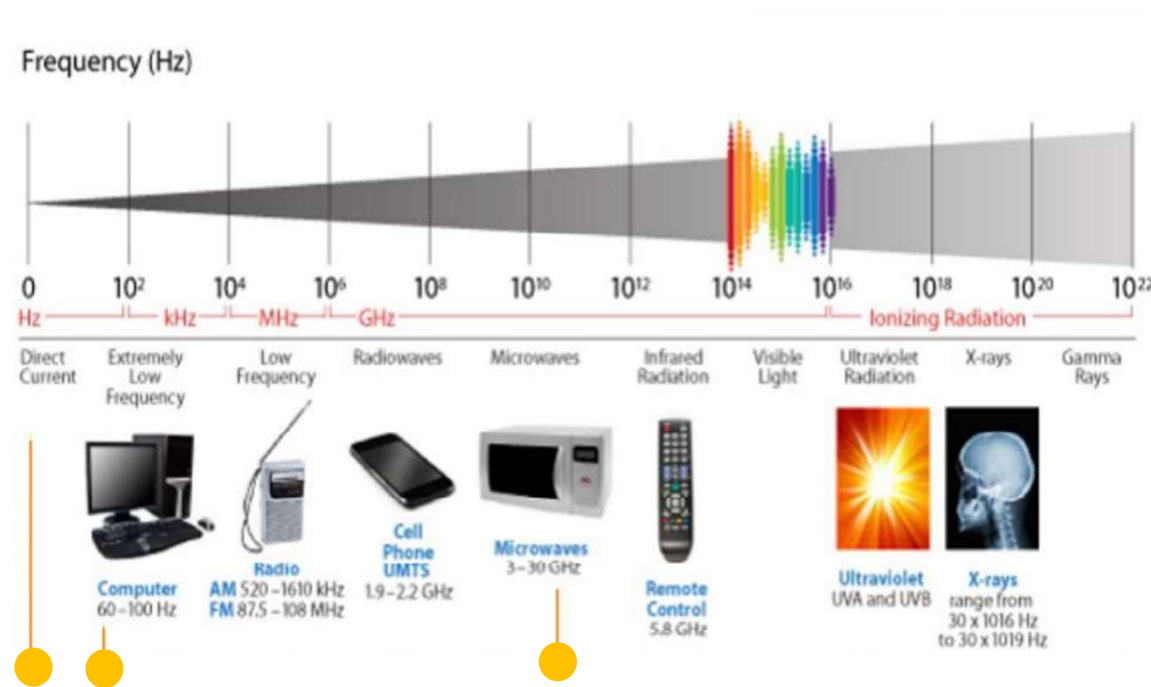 Frequency (Hz)
0 10² 10⁴ 10⁶ 10⁸ 10¹⁰ 10¹² 10¹⁴ 10¹⁶ 10¹⁸ 10²⁰ 10²²
Hz kHz MHz GHz Ionizing Radiation
Direct
Current
Extremely
Low
Frequency
Low
Frequency
Radiowaves
Microwaves
Infrared
Radiation
Visible
Light
Ultraviolet
Radiation
X-rays
Gamma
Rays
Computer
60-100 Hz
Radio
AM 520-1610 kHz
FM 87.5-108 MHz
Cell
Phone
UMTS
1.9-2.2 GHz
Microwaves
3-30 GHz
Remote
Control
5.8 GHz
Ultraviolet
UVA and UVB
X-rays
range from
30 x 1016 Hz
to 30 x 1019 Hz